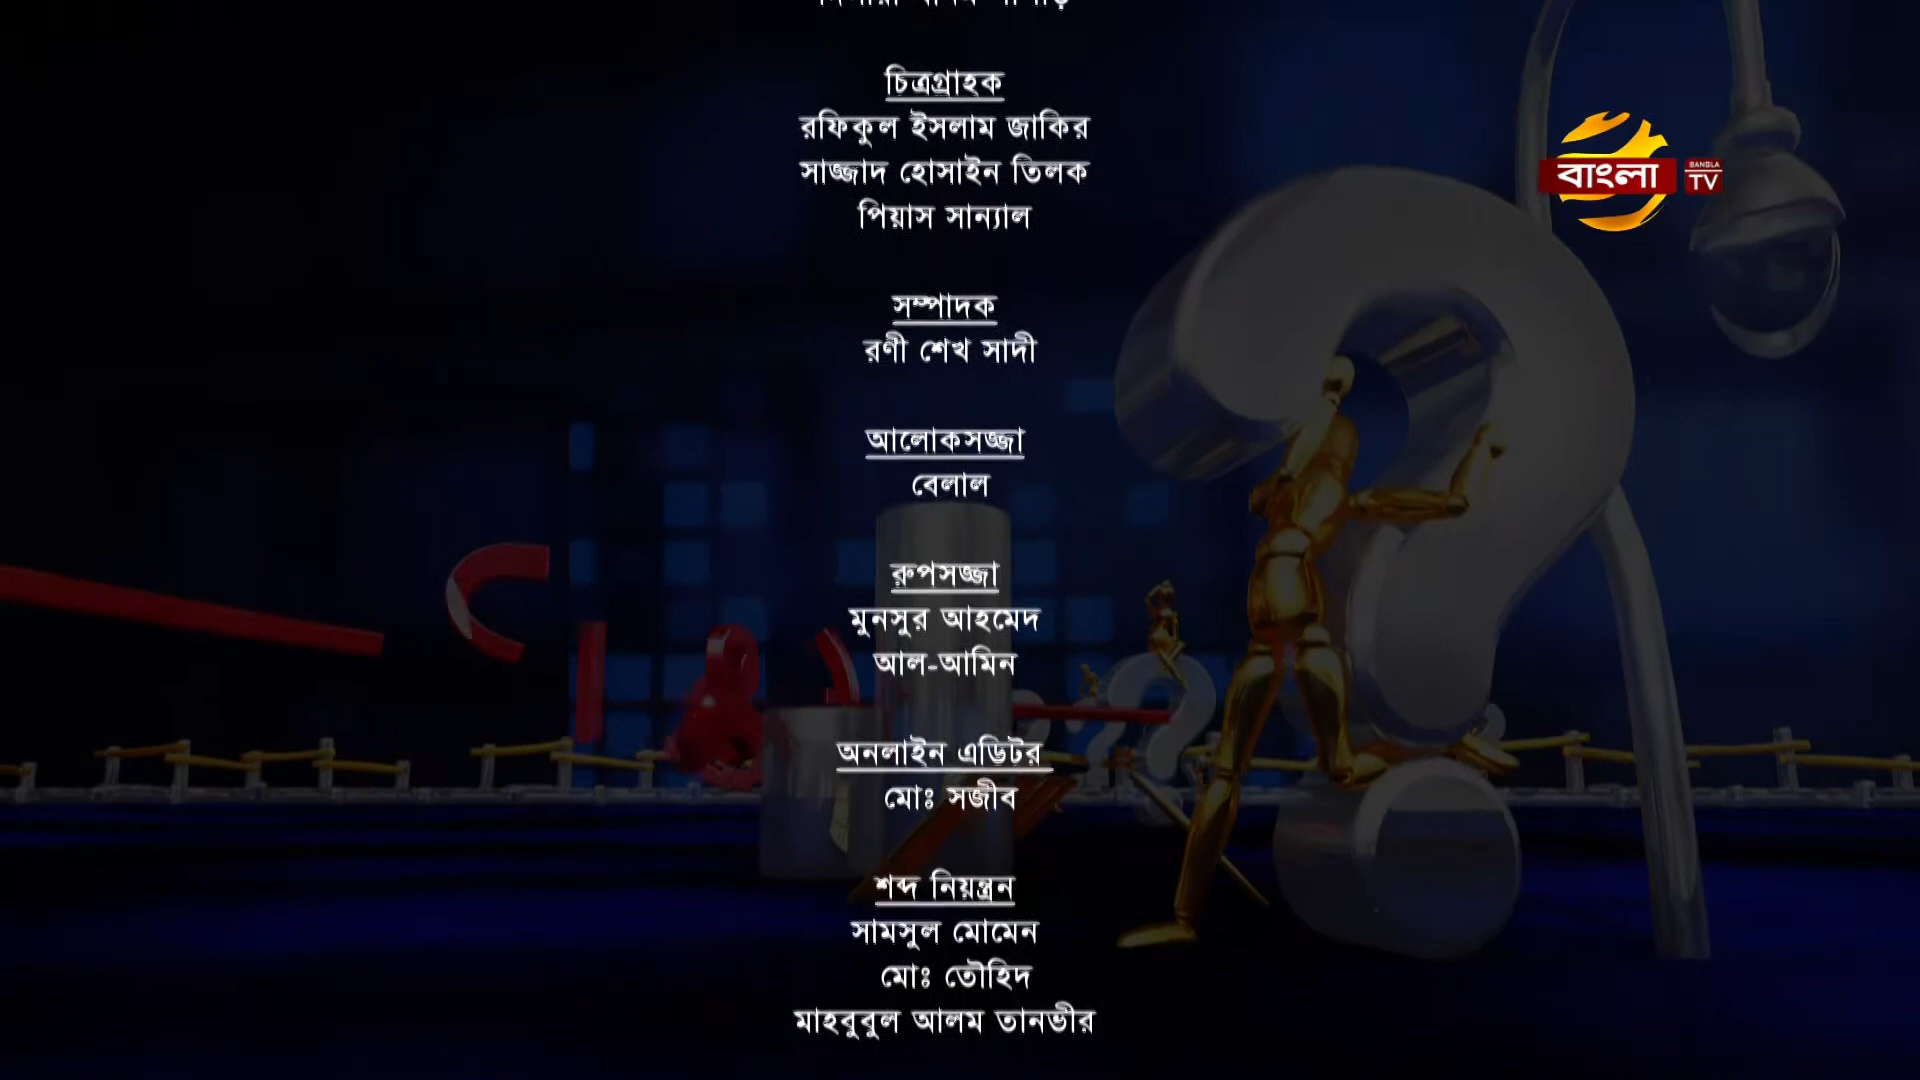 চিত্রগ্রাহক
রফিকুল ইসলাম জাকির
সাজ্জাদ হোসাইন তিলক
পিয়াস সান্যাল
সম্পাদক
রণী শেখ সাদী
আলোকসজ্জা
বেলাল
রুপসজ্জা
মুনসুর আহমেদ
আল-আমিন
অনলাইন এডিটর
মোঃ সজীব
শব্দ নিয়ন্ত্রন
সামসুল মোমেন
মোঃ তৌহিদ
মাহবুবুল আলম তানভীর
বাংলা
BANGLA
TV